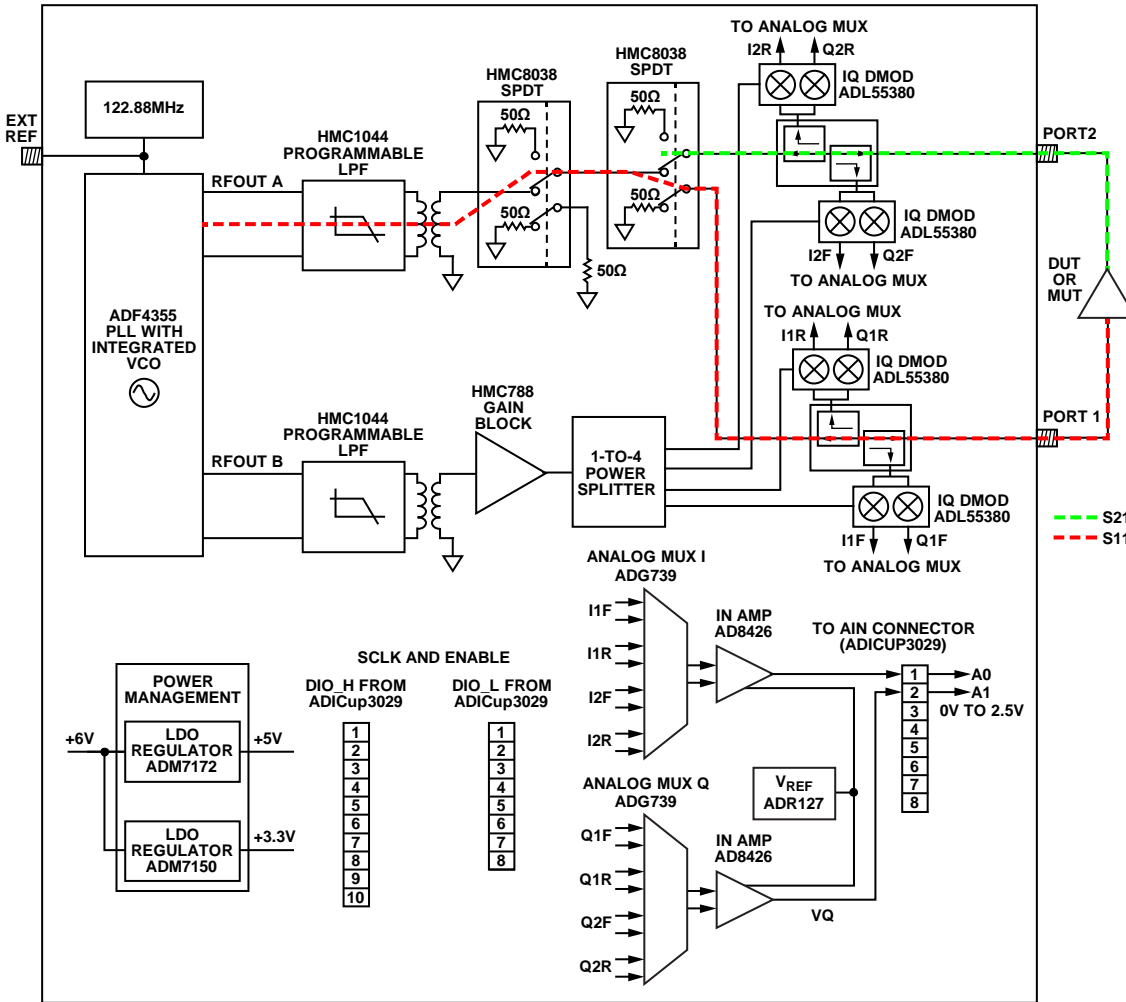 TO ANALOG MUX
I2R
Q2R
HMC8038
SPDT
50Ω
50Ω
HMC8038
SPDT
50Ω
50Ω
50Ω
IQ DMOD
ADL55380
122.88MHz
EXT
REF
HMC1044
PROGRAMMABLE
LPF
RFOUT A
PORT2
IQ DMOD
ADL55380
I2F
Q2F
TO ANALOG MUX
DUT
OR
MUT
ADF4355
PLL WITH
INTEGRATED
VCO
TO ANALOG MUX
I1R
Q1R
IQ DMOD
ADL55380
HMC1044
PROGRAMMABLE
LPF
RFOUT B
HMC788
GAIN
BLOCK
1-TO-4
POWER
SPLITTER
PORT 1
IQ DMOD
ADL55380
I1F
Q1F
TO ANALOG MUX
S21
S11
ANALOG MUX I
ADG739
I1F
I1R
I2F
I2R
IN AMP
AD8426
TO AIN CONNECTOR
(ADICUP3029)
1
2
3
4
5
6
7
8
A0
A1
0V TO 2.5V
POWER
MANAGEMENT
+6V
LDO
REGULATOR
ADM7172
+5V
LDO
REGULATOR
ADM7150
+3.3V
SCLK AND ENABLE
DIO_H FROM
ADICup3029
1
2
3
4
5
6
7
8
9
10
DIO_L FROM
ADICup3029
1
2
3
4
5
6
7
8
ANALOG MUX Q
ADG739
Q1F
Q1R
Q2F
Q2R
VREF
ADR127
IN AMP
AD8426
VQ